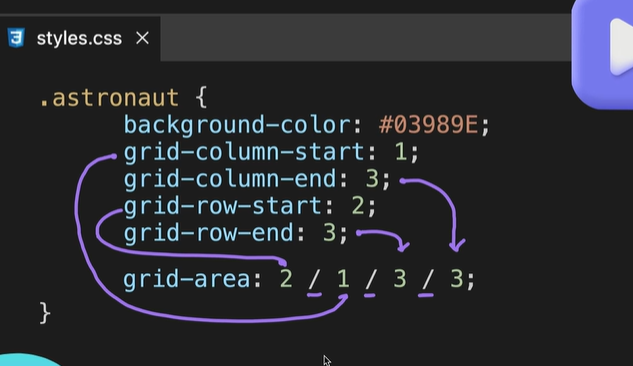 styles.css ×
.astronaut {
background-color: #03989E;
grid-column-start: 1;
grid-column-end: 3;
grid-row-start: 2;
grid-row-end: 3;
grid-area: 2 / 1 / 3 / 3;
}